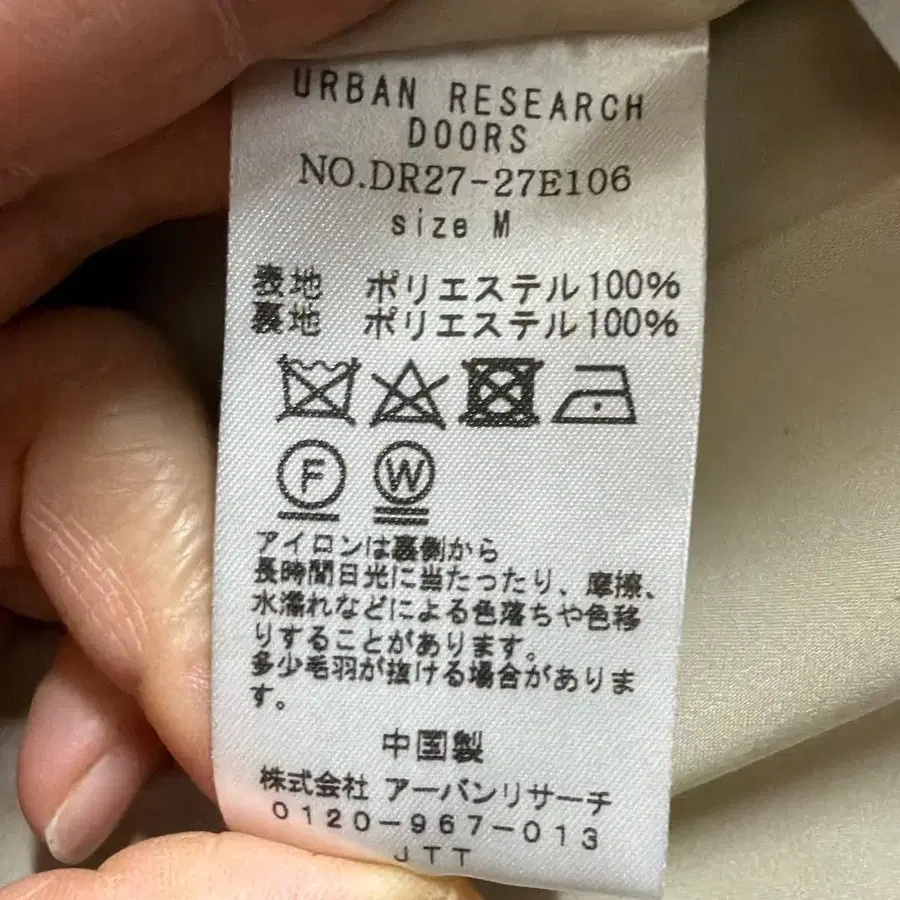 URBAN RESEARCH
DOORS
NO.DR27-27E106
size M
表地 ポリエステル100%
裏地 ポリエステル100%
F W
アイロンは裏側から
長時間日光に当たったり、摩擦、
水濡れなどによる色落ちや色移
りすることがあります。
多少毛羽が抜ける場合がありま
す。
中国製
株式会社 アーバンリサーチ
0120-967-013
JTT